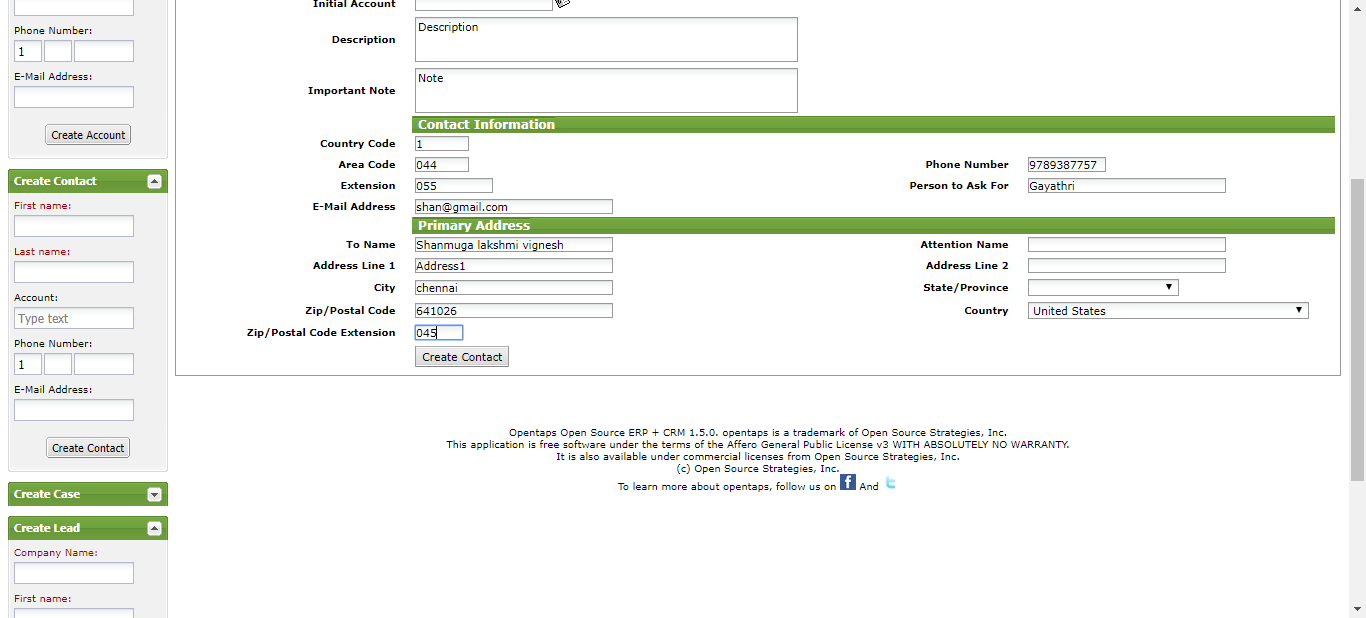 Phone Number:
1
E-Mail Address:
Create Account
Create Contact
First name:
Last name:
Account:
Type text
Phone Number:
1
E-Mail Address:
Create Contact
Create Case
Create Lead
Company Name:
First name:
Initial Account
Description Description
Important Note Note
Contact Information
Country Code 1
Area Code 044 Phone Number 9789387757
Extension 055 Person to Ask For Gayathri
E-Mail Address shan@gmail.com
Primary Address
To Name Shanmuga lakshmi vignesh Attention Name
Address Line 1 Address1 Address Line 2
City chennai State/Province
Zip/Postal Code 641026 Country United States
Zip/Postal Code Extension 045
Create Contact
Opentaps Open Source ERP + CRM 1.5.0. opentaps is a trademark of Open Source Strategies, Inc.
This application is free software under the terms of the Affero General Public License v3 WITH ABSOLUTELY NO WARRANTY.
It is also available under commercial licenses from Open Source Strategies, Inc.
(c) Open Source Strategies, Inc.
To learn more about opentaps, follow us on f And t